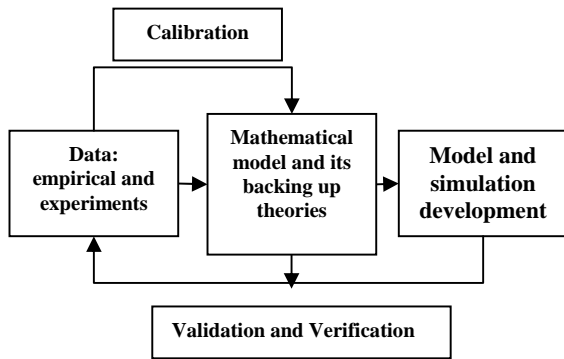 Calibration
Data:
empirical and
experiments
Mathematical
model and its
backing up
theories
Model and
simulation
development
Validation and Verification